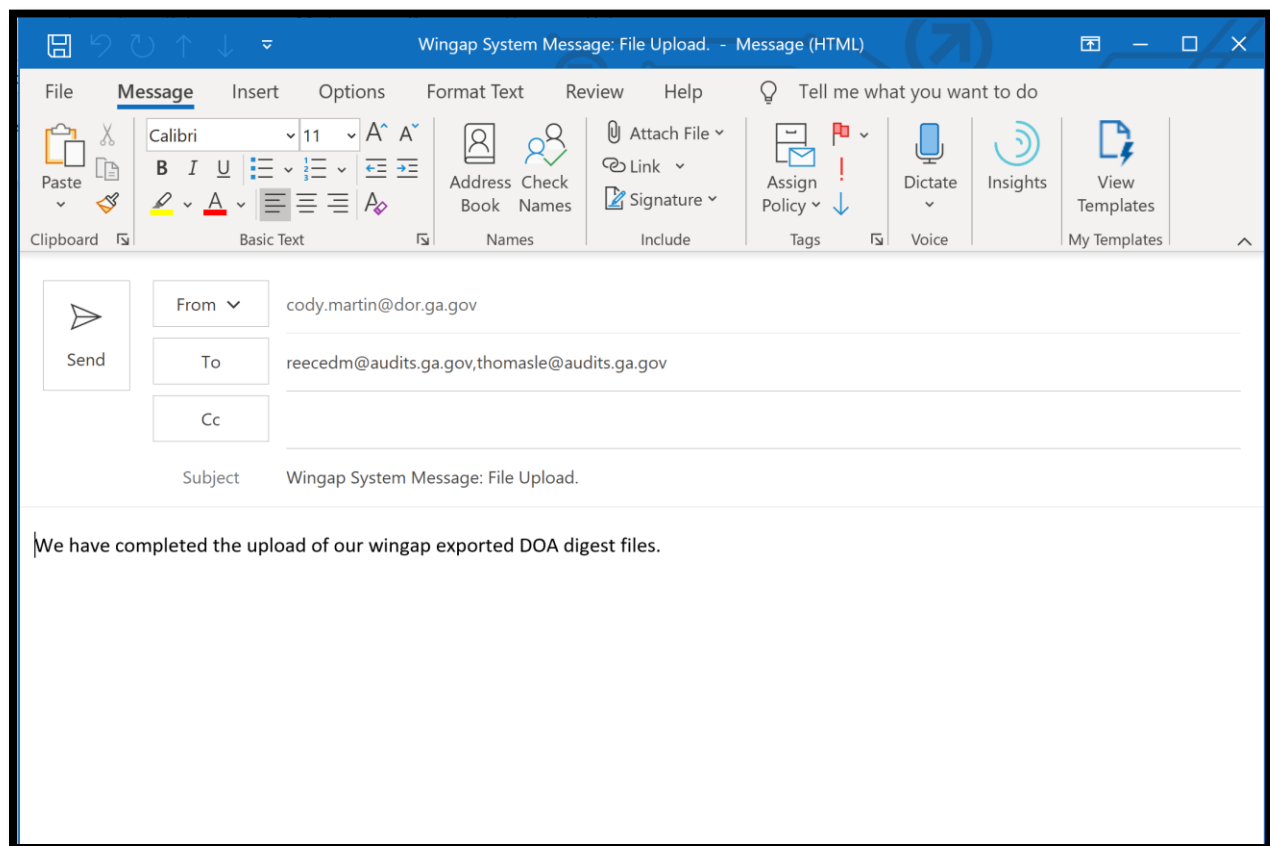 Wingap System Message: File Upload. - Message (HTML)
File Message Insert Options Format Text Review Help Tell me what you want to do
Calibri 11 A A Attach File
B I U Link
Paste Address Book Check Names Signature Assign Policy Dictate Insights View Templates
A A
Clipboard Basic Text Names Include Tags Voice My Templates
From cody.martin@dor.ga.gov
Send To reecedm@audits.ga.gov,thomasle@audits.ga.gov
Cc
Subject Wingap System Message: File Upload.
We have completed the upload of our wingap exported DOA digest files.